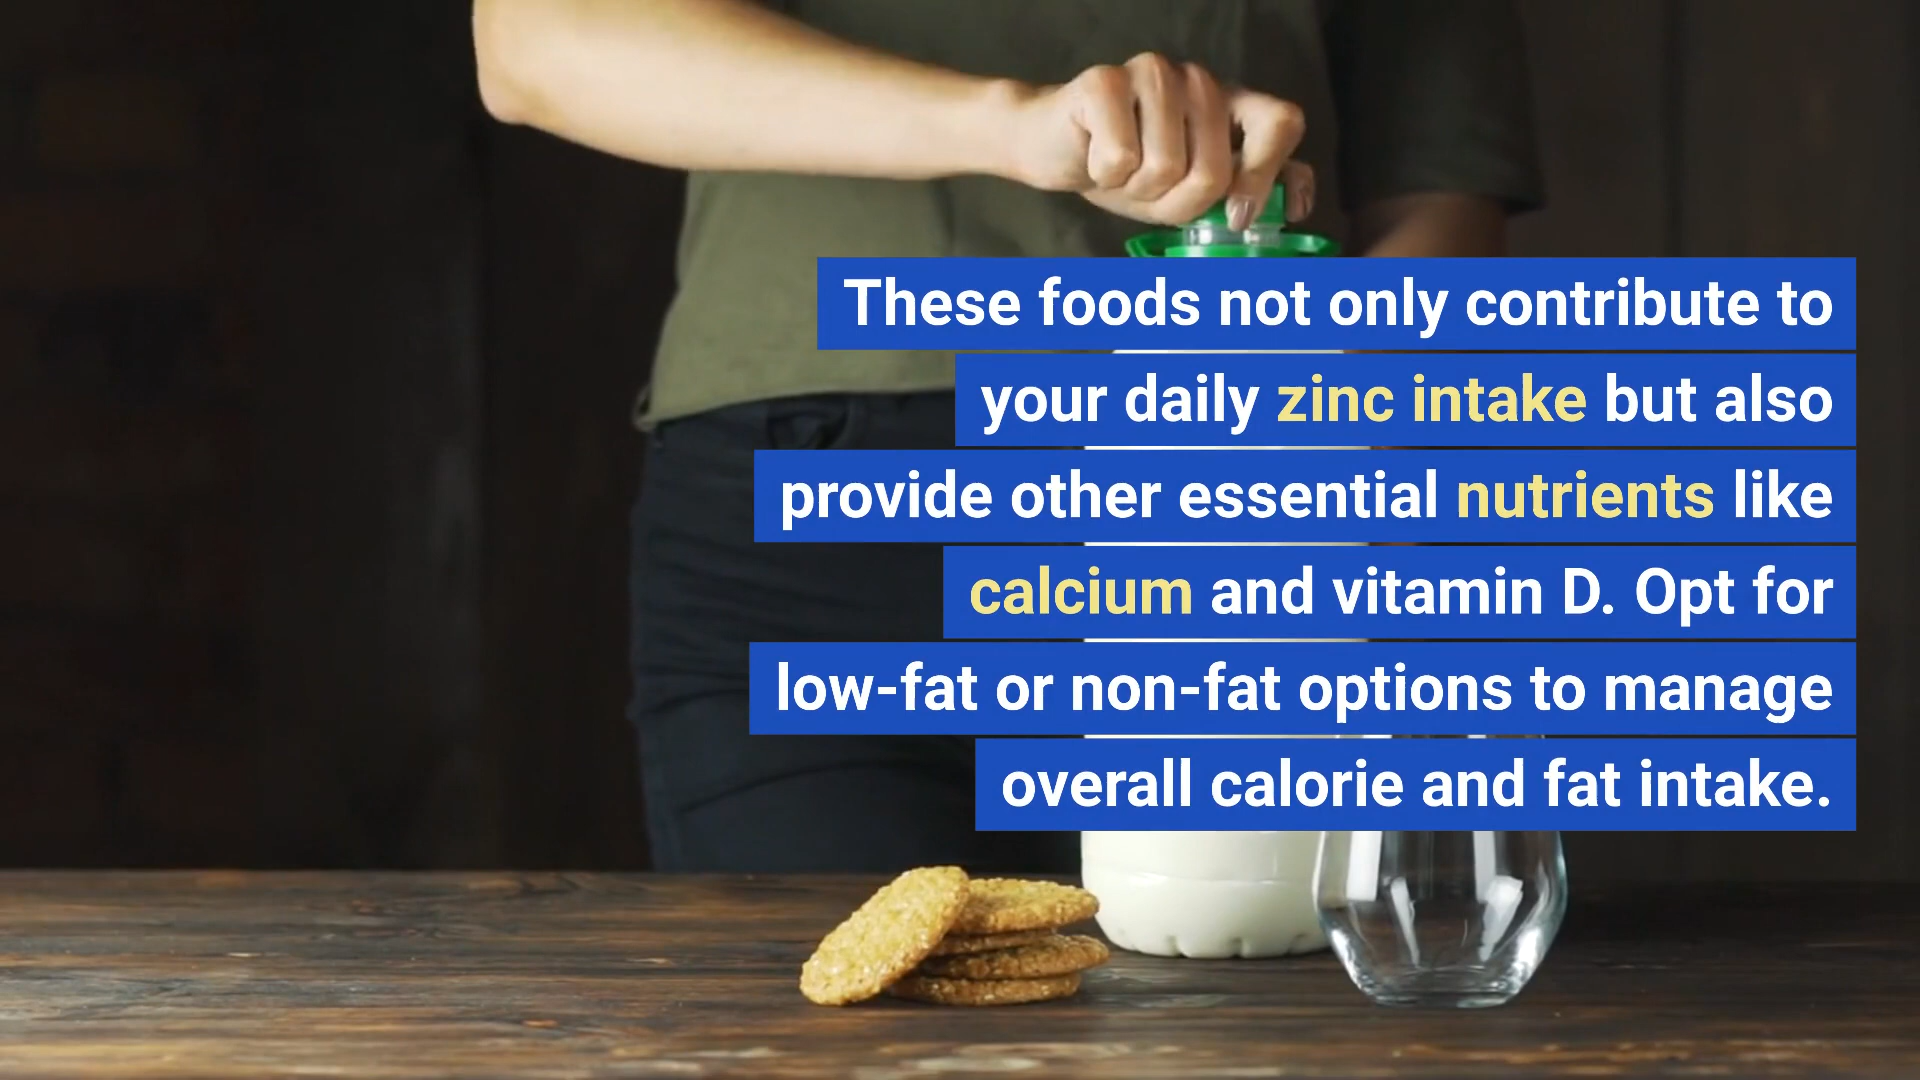 These foods not only contribute to
your daily zinc intake but also
provide other essential nutrients like
calcium and vitamin D. Opt for
low-fat or non-fat options to manage
overall calorie and fat intake.